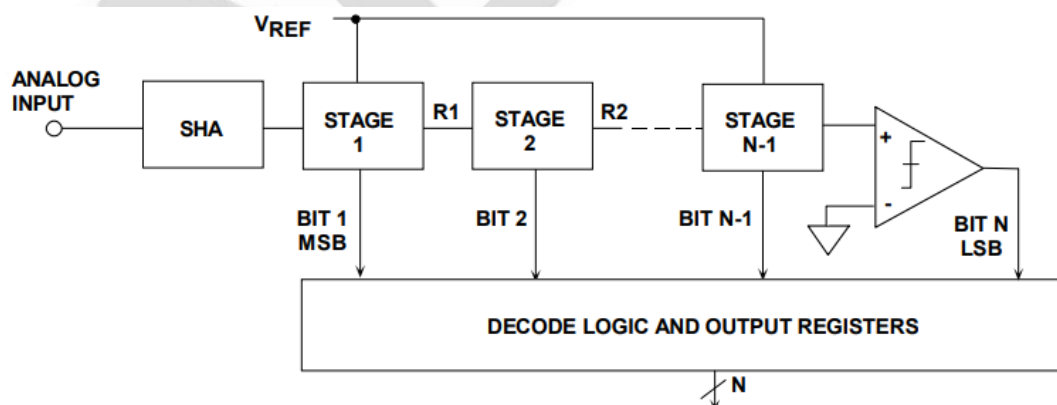 VREF
ANALOG
INPUT
SHA
STAGE
1
R1
STAGE
2
R2
STAGE
N-1
+
-
BIT 1
MSB
BIT 2
BIT N-1
BIT N
LSB
DECODE LOGIC AND OUTPUT REGISTERS
N